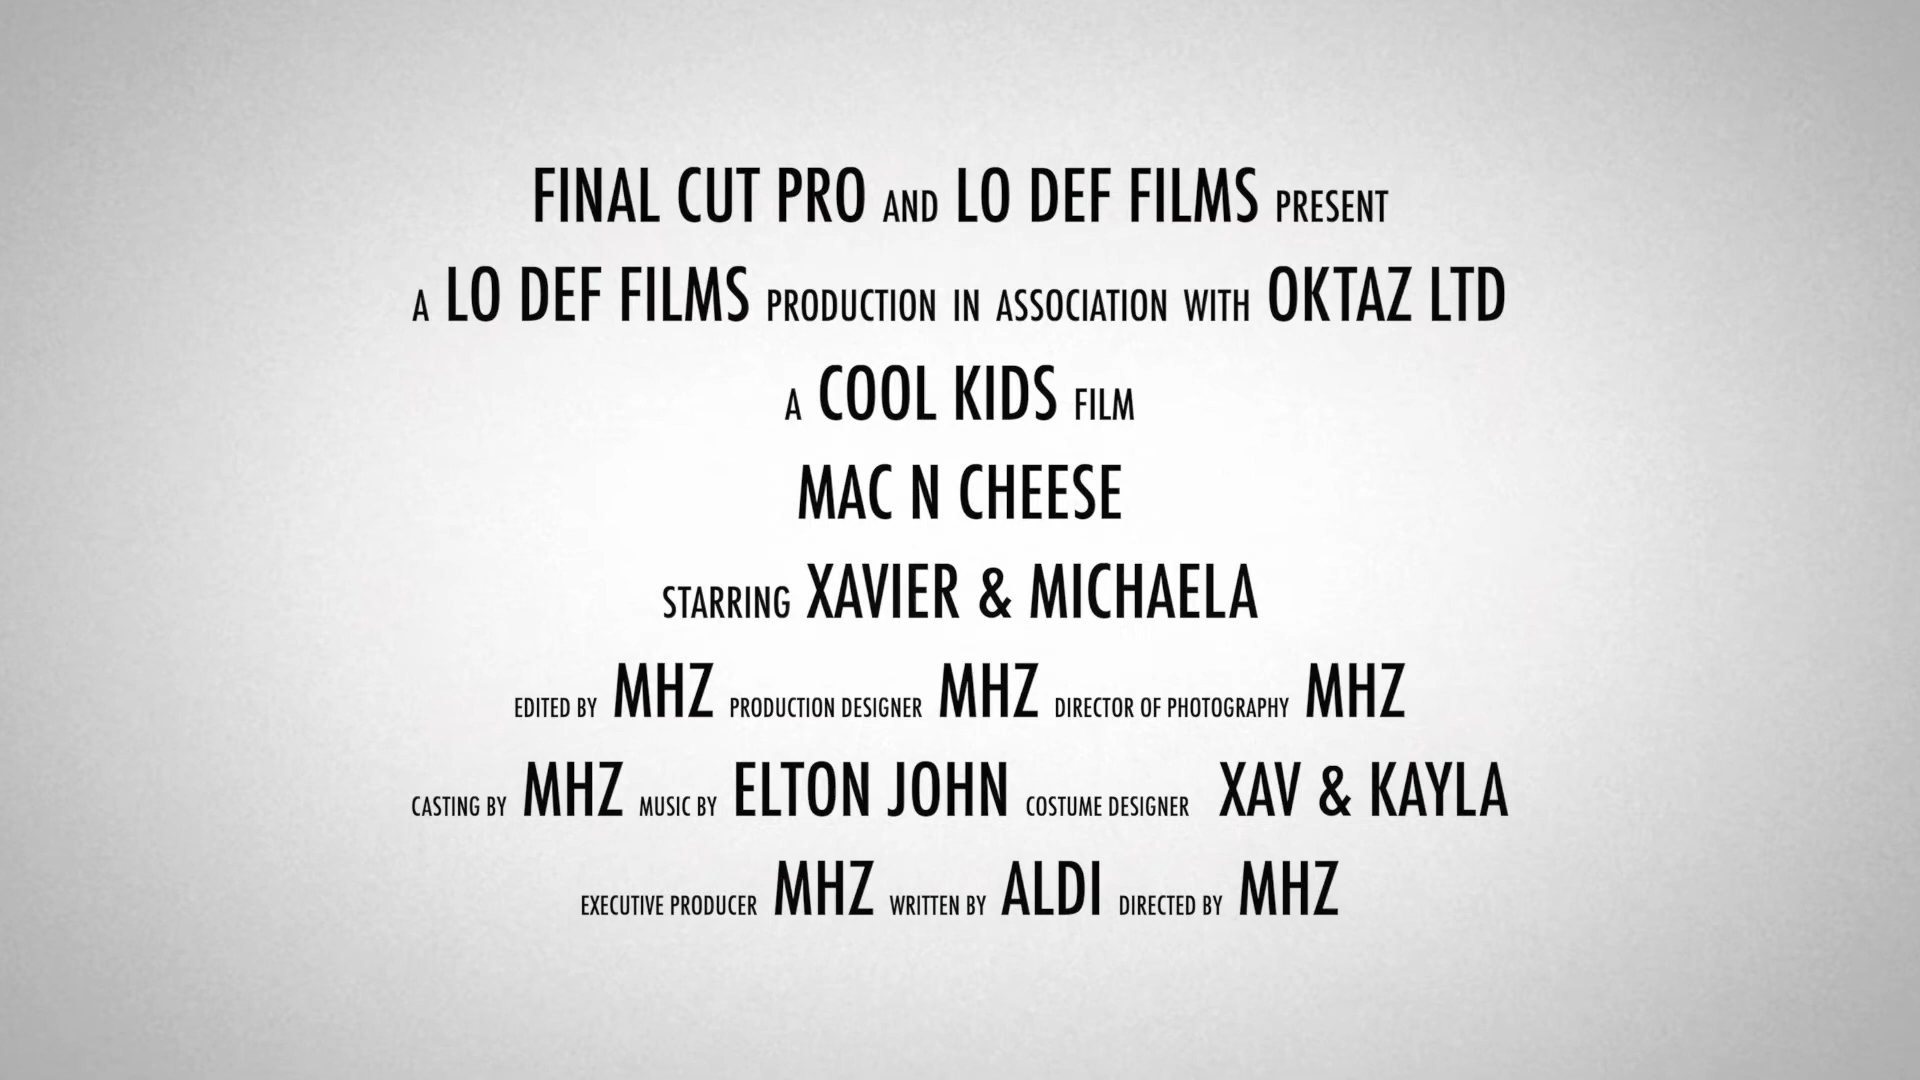 FINAL CUT PRO AND LO DEF FILMS PRESENT
A LO DEF FILMS PRODUCTION IN ASSOCIATION WITH OKTAZ LTD
A COOL KIDS FILM
MAC N CHEESE
STARRING XAVIER & MICHAELA
EDITED BY MHZ PRODUCTION DESIGNER MHZ DIRECTOR OF PHOTOGRAPHY MHZ
CASTING BY MHZ MUSIC BY ELTON JOHN COSTUME DESIGNER XAV & KAYLA
EXECUTIVE PRODUCER MHZ WRITTEN BY ALDI DIRECTED BY MHZ